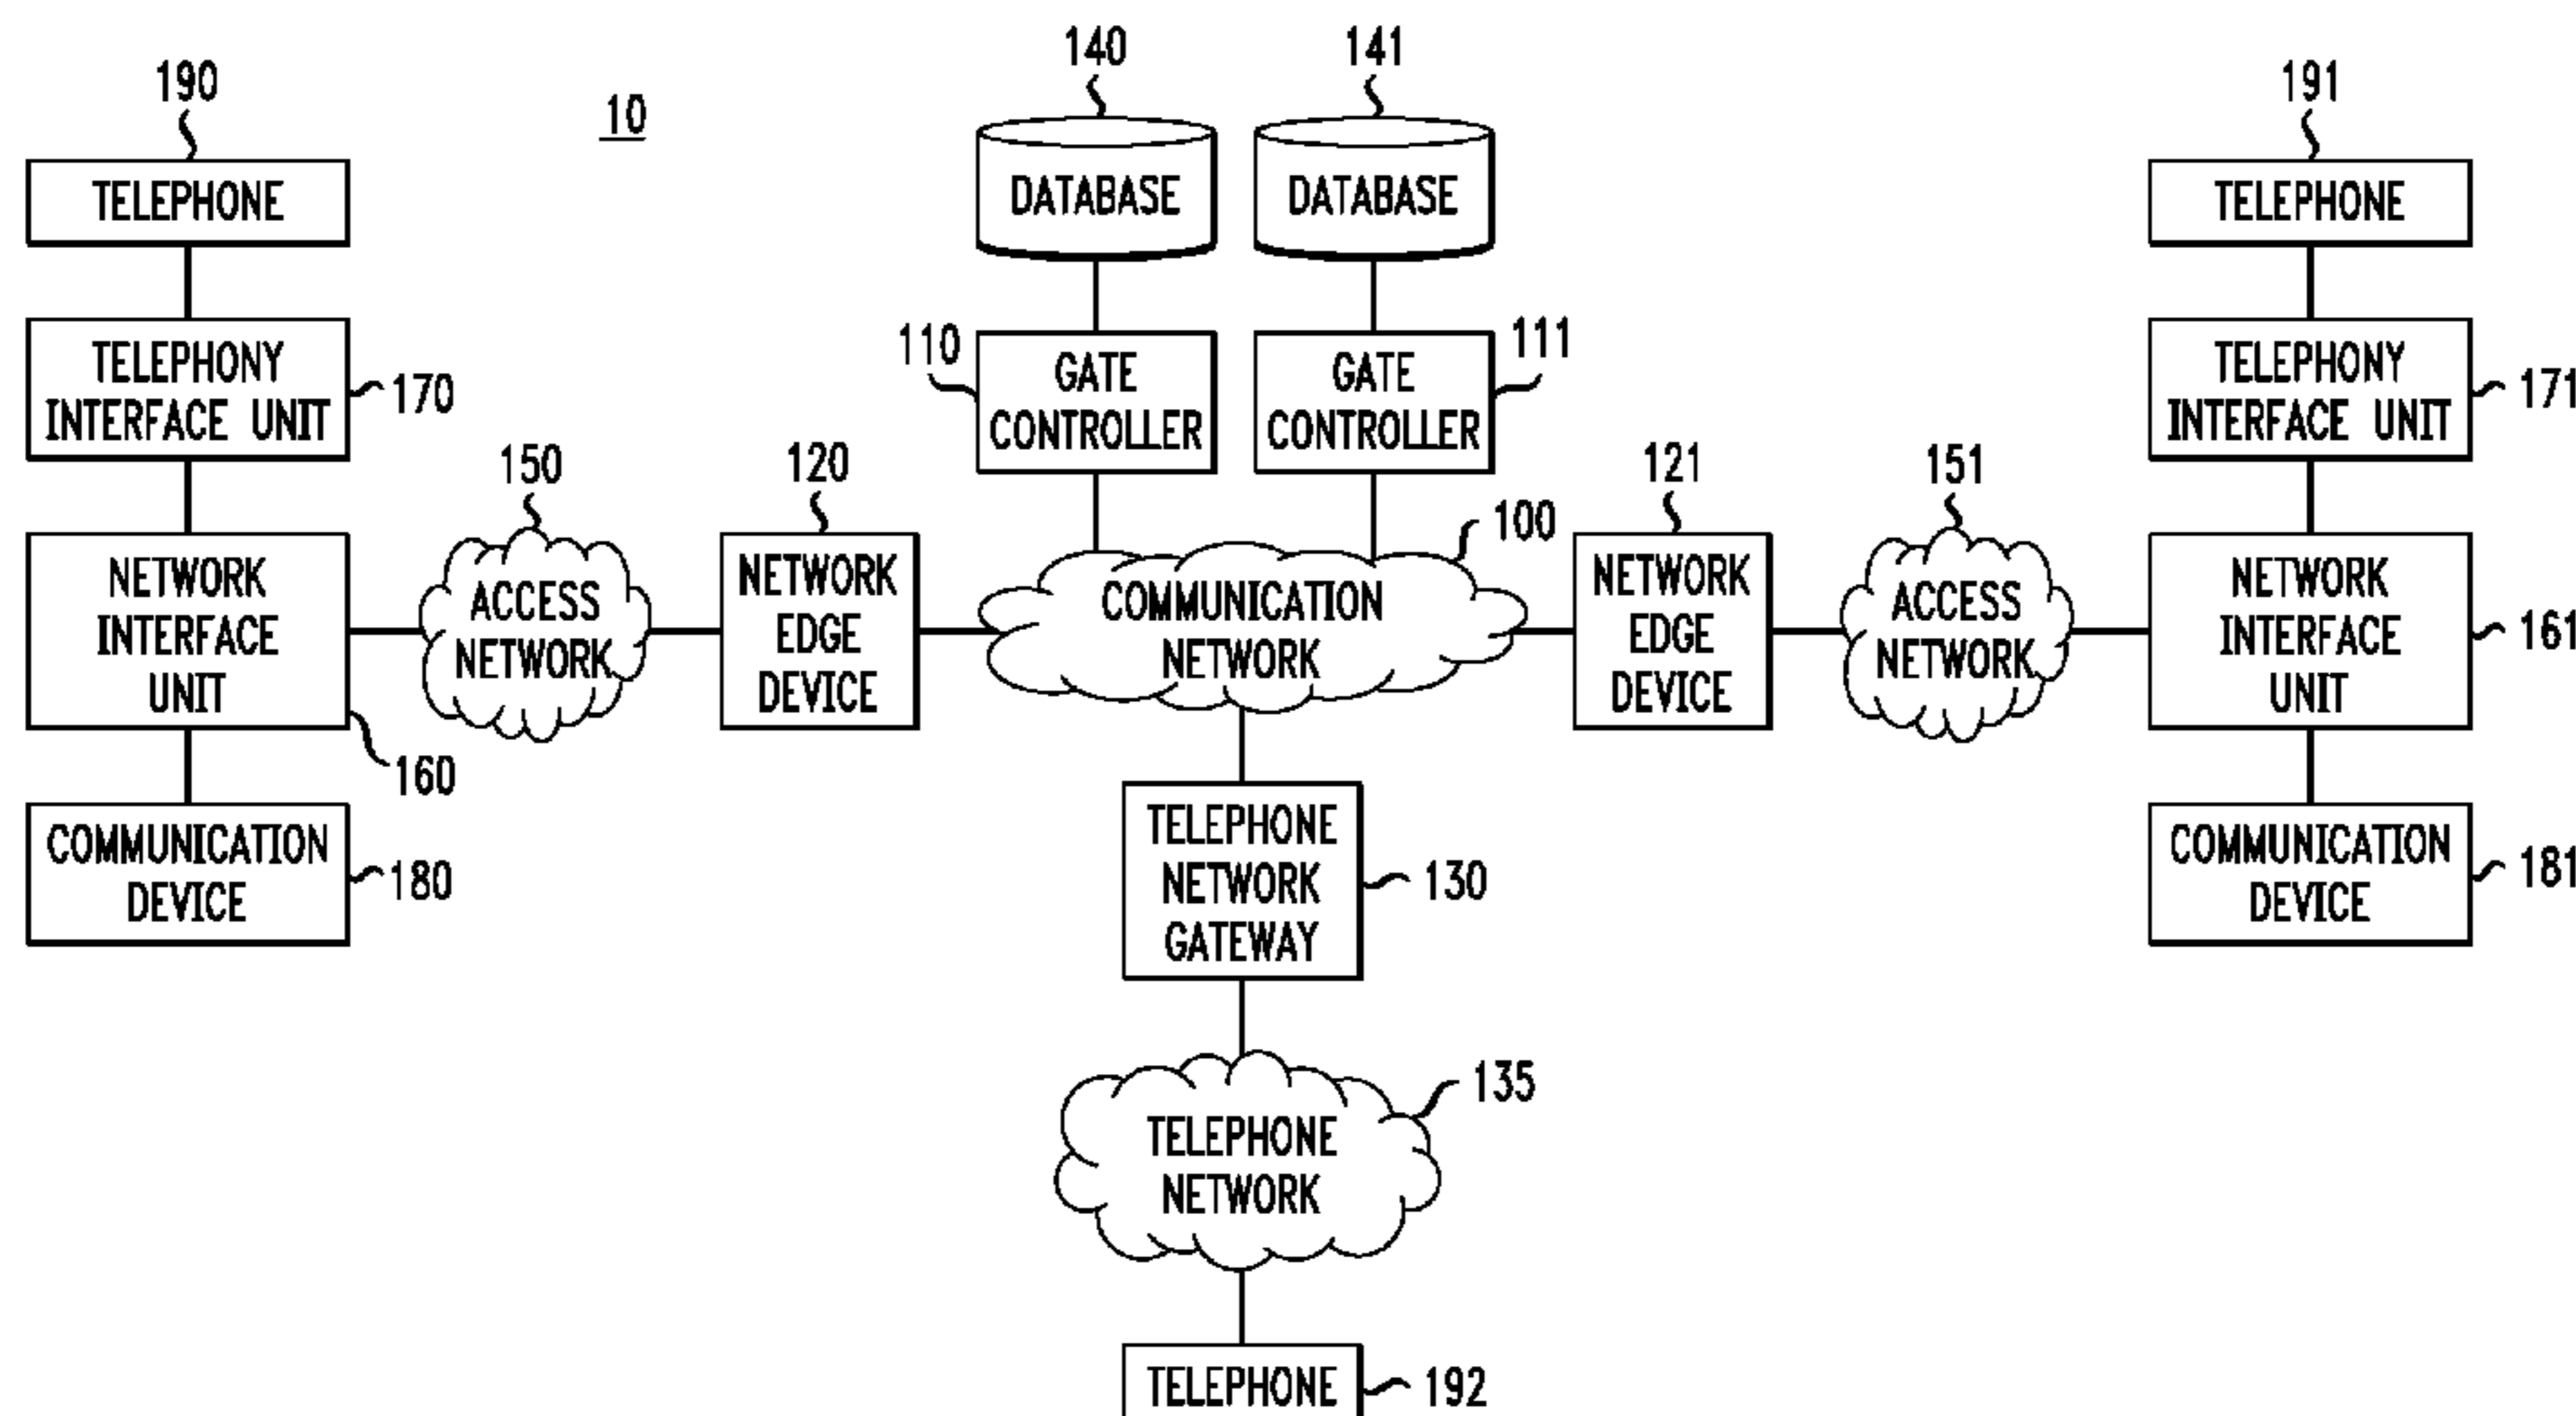 190
10
140
141
191
TELEPHONE
DATABASE
DATABASE
TELEPHONE
TELEPHONY
INTERFACE UNIT
170
110
GATE
CONTROLLER
GATE
CONTROLLER
111
TELEPHONY
INTERFACE UNIT
171
150
120
100
121
151
NETWORK
INTERFACE
UNIT
160
ACCESS
NETWORK
NETWORK
EDGE
DEVICE
COMMUNICATION
NETWORK
NETWORK
EDGE
DEVICE
ACCESS
NETWORK
NETWORK
INTERFACE
UNIT
161
COMMUNICATION
DEVICE
180
TELEPHONE
NETWORK
GATEWAY
130
COMMUNICATION
DEVICE
181
TELEPHONE
NETWORK
135
TELEPHONE
192